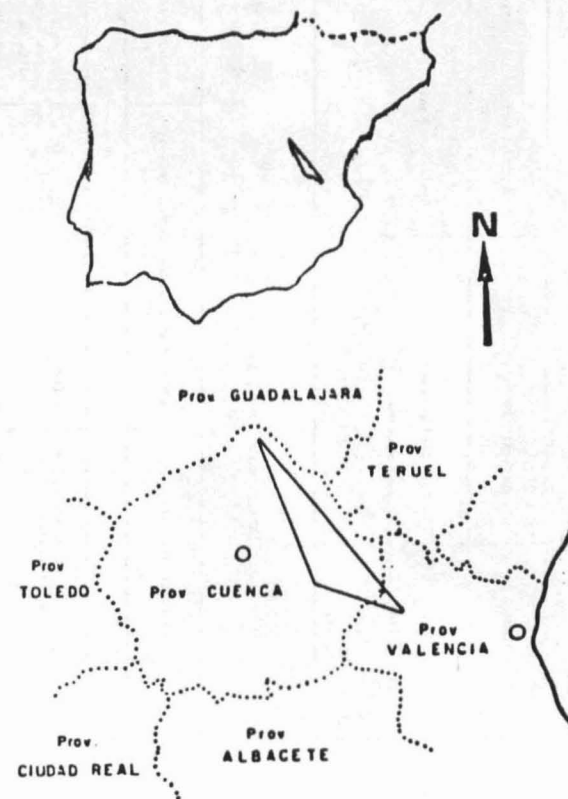 N
Prov GUADALAJARA
Prov
TERUEL
Prov
TOLEDO
Prov CUENCA
Prov
VALENCIA
Prov.
CIUDAD REAL
Prov
ALBACETE